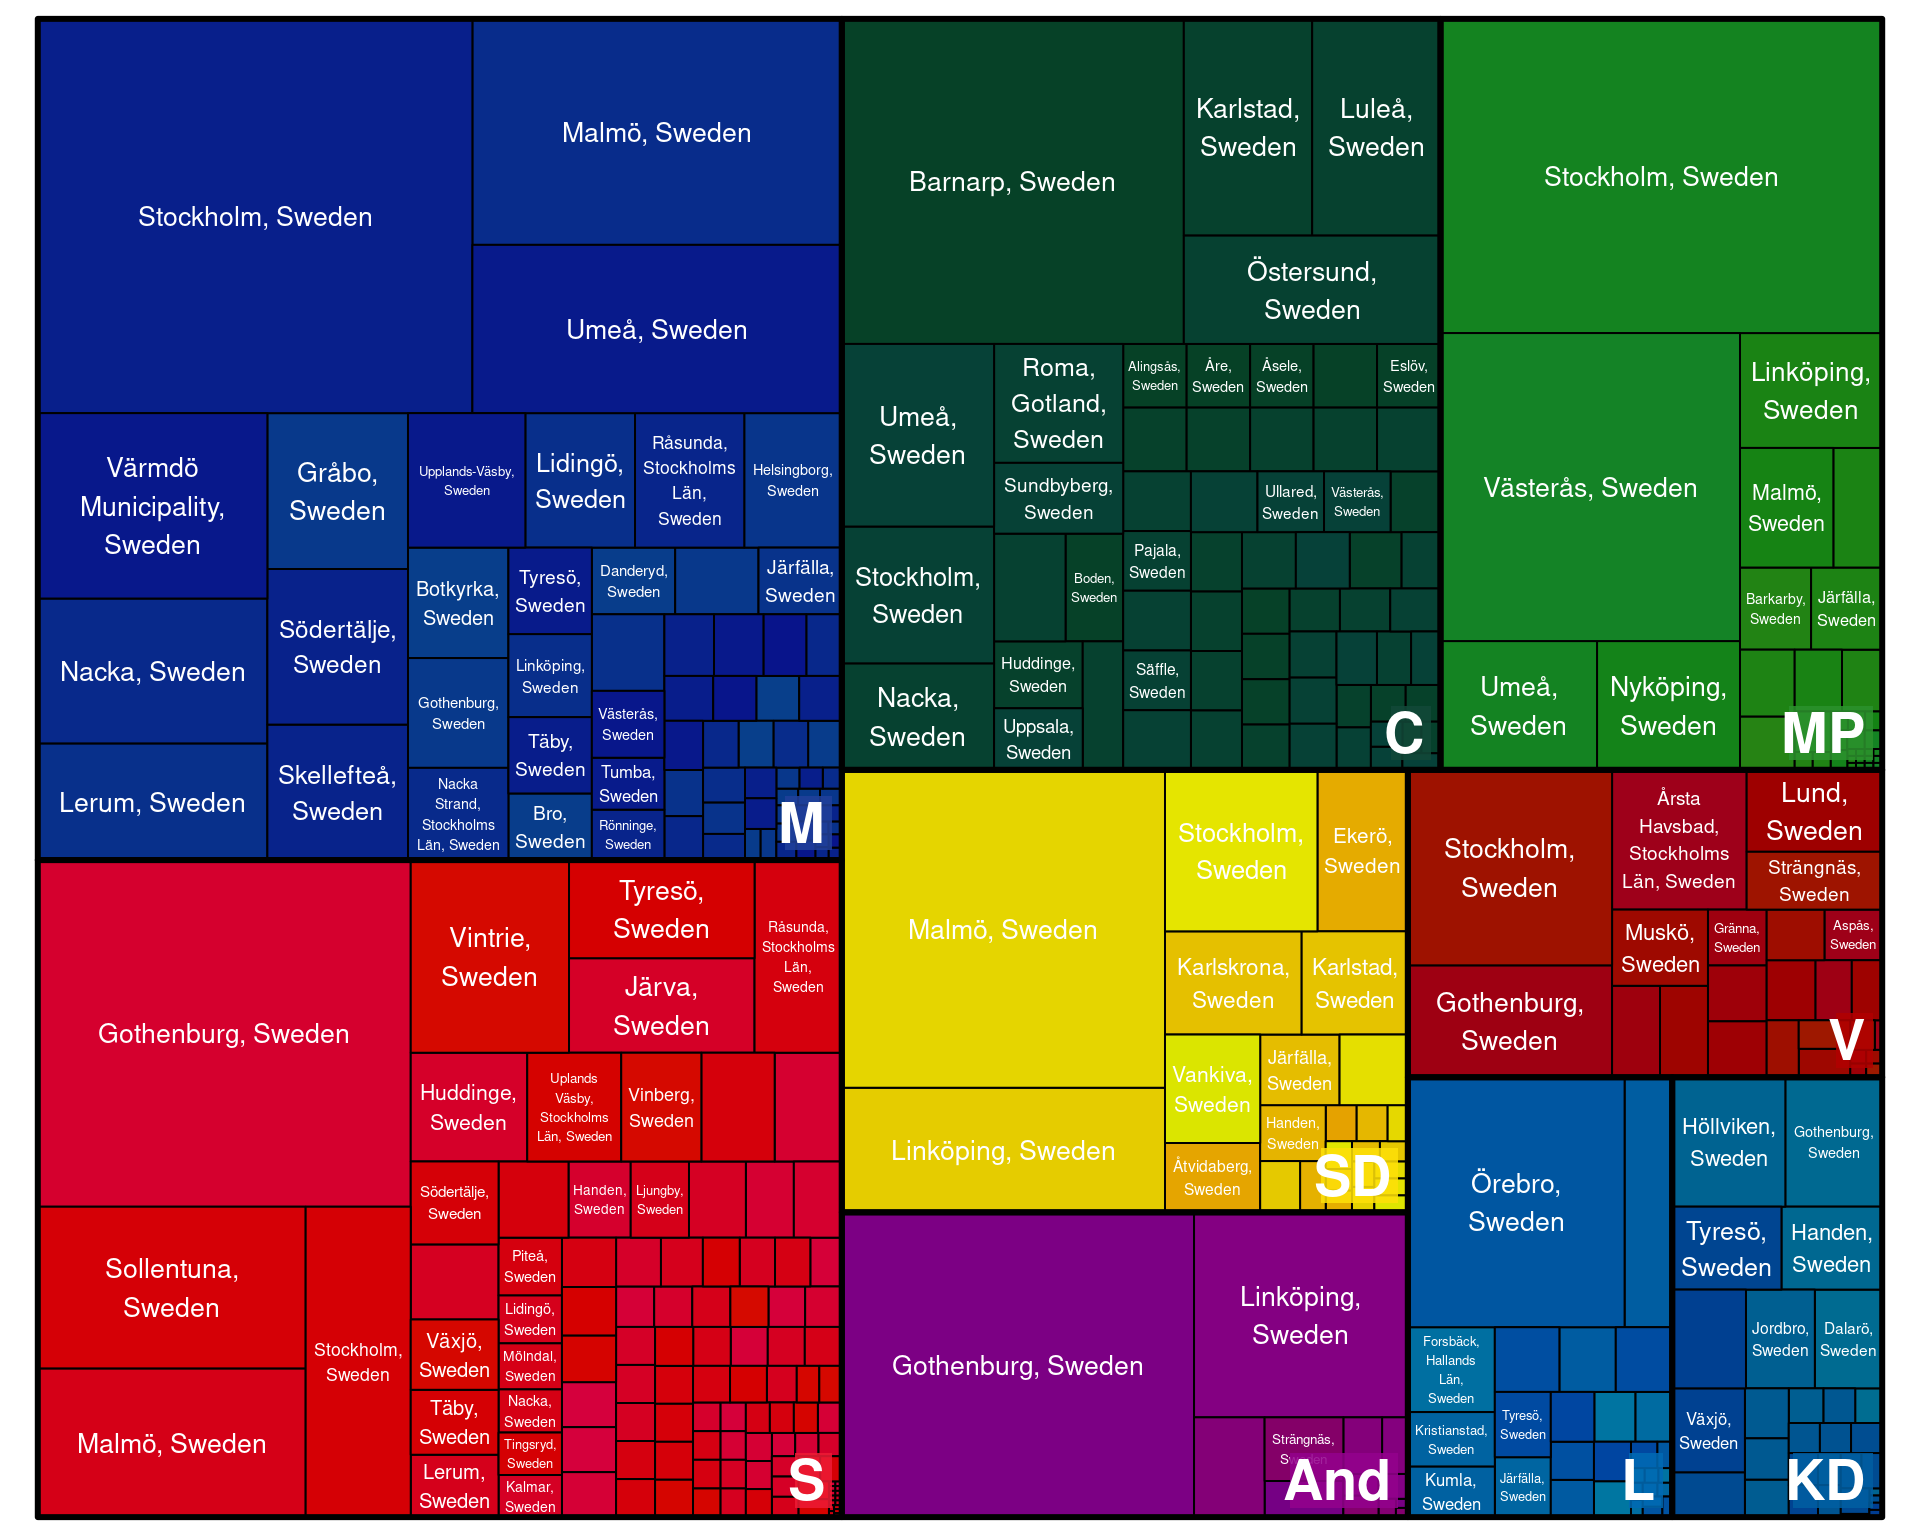 Stockholm, Sweden
Malmö, Sweden
Umeå, Sweden
Värmdö
Municipality,
Sweden
Nacka, Sweden
Lerum, Sweden
Gråbo,
Sweden
Södertälje,
Sweden
Skellefteå,
Sweden
Upplands-Väsby,
Sweden
Lidingö,
Sweden
Råsunda,
Stockholms
Län,
Sweden
Helsingborg,
Sweden
Botkyrka,
Sweden
Gothenburg,
Sweden
Nacka
Strand,
Stockholms
Län, Sweden
Tyresö,
Sweden
Linköping,
Sweden
Täby,
Sweden
Bro,
Sweden
Danderyd,
Sweden
Järfälla,
Sweden
Västerås,
Sweden
Tumba,
Sweden
Rönninge,
Sweden
M
Barnarp, Sweden
Karlstad,
Sweden
Luleå,
Sweden
Östersund,
Sweden
Umeå,
Sweden
Stockholm,
Sweden
Nacka,
Sweden
Roma,
Gotland,
Sweden
Sundbyberg,
Sweden
Boden,
Sweden
Huddinge,
Sweden
Uppsala,
Sweden
Alingsås,
Sweden
Åre,
Sweden
Åsele,
Sweden
Eslöv,
Sweden
Ullared,
Sweden
Västerås,
Sweden
Pajala,
Sweden
Säffle,
Sweden
C
Stockholm, Sweden
Västerås, Sweden
Umeå,
Sweden
Nyköping,
Sweden
Linköping,
Sweden
Malmö,
Sweden
Barkarby,
Sweden
Järfälla,
Sweden
MP
Gothenburg, Sweden
Sollentuna,
Sweden
Malmö, Sweden
Stockholm,
Sweden
Vintrie,
Sweden
Tyresö,
Sweden
Järva,
Sweden
Råsunda,
Stockholms
Län,
Sweden
Huddinge,
Sweden
Uplands
Väsby,
Stockholms
Län, Sweden
Vinberg,
Sweden
Södertälje,
Sweden
Växjö,
Sweden
Täby,
Sweden
Lerum,
Sweden
Handen,
Sweden
Ljungby,
Sweden
Piteå,
Sweden
Lidingö,
Sweden
Mölndal,
Sweden
Nacka,
Sweden
Tingsryd,
Sweden
Kalmar,
Sweden
S
Malmö, Sweden
Linköping, Sweden
Stockholm,
Sweden
Ekerö,
Sweden
Karlskrona,
Sweden
Karlstad,
Sweden
Vankiva,
Sweden
Åtvidaberg,
Sweden
Järfälla,
Sweden
Handen,
Sweden
SD
Gothenburg, Sweden
Linköping,
Sweden
Strängnäs,
Sweden
And
Stockholm,
Sweden
Gothenburg,
Sweden
Årsta
Havsbad,
Stockholms
Län, Sweden
Lund,
Sweden
Strängnäs,
Sweden
Muskö,
Sweden
Gränna,
Sweden
Aspås,
Sweden
V
Örebro,
Sweden
Forsbäck,
Hallands
Län,
Sweden
Kristianstad,
Sweden
Kumla,
Sweden
Tyresö,
Sweden
Järfälla,
Sweden
L
Höllviken,
Sweden
Gothenburg,
Sweden
Tyresö,
Sweden
Handen,
Sweden
Jordbro,
Sweden
Dalarö,
Sweden
Växjö,
Sweden
KD